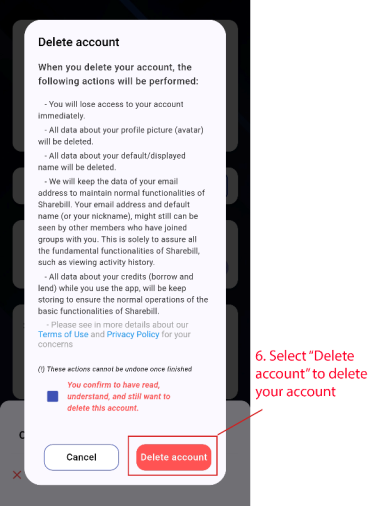 Delete account
When you delete your account, the
following actions will be performed:
- You will lose access to your account
immediately.
- All data about your profile picture (avatar)
will be deleted.
- All data about your default/displayed
name will be deleted.
- We will keep the data of your email
address to maintain normal functionalities of
Sharebill. Your email address and default
name (or your nickname), might still can be
seen by other members who have joined
groups with you. This is solely to assure all
the fundamental functionalities of Sharebill,
such as viewing activity history.
- All data about your credits (borrow and
lend) while you use the app, will be keep
storing to ensure the normal operations of the
basic functionalities of Sharebill.
- Please see in more details about our
Terms of Use and Privacy Policy for your
concerns
(!) These actions cannot be undone once finished
You confirm to have read,
understand, and still want to
delete this account.
Cancel
Delete account
6. Select “Delete
account” to delete
your account